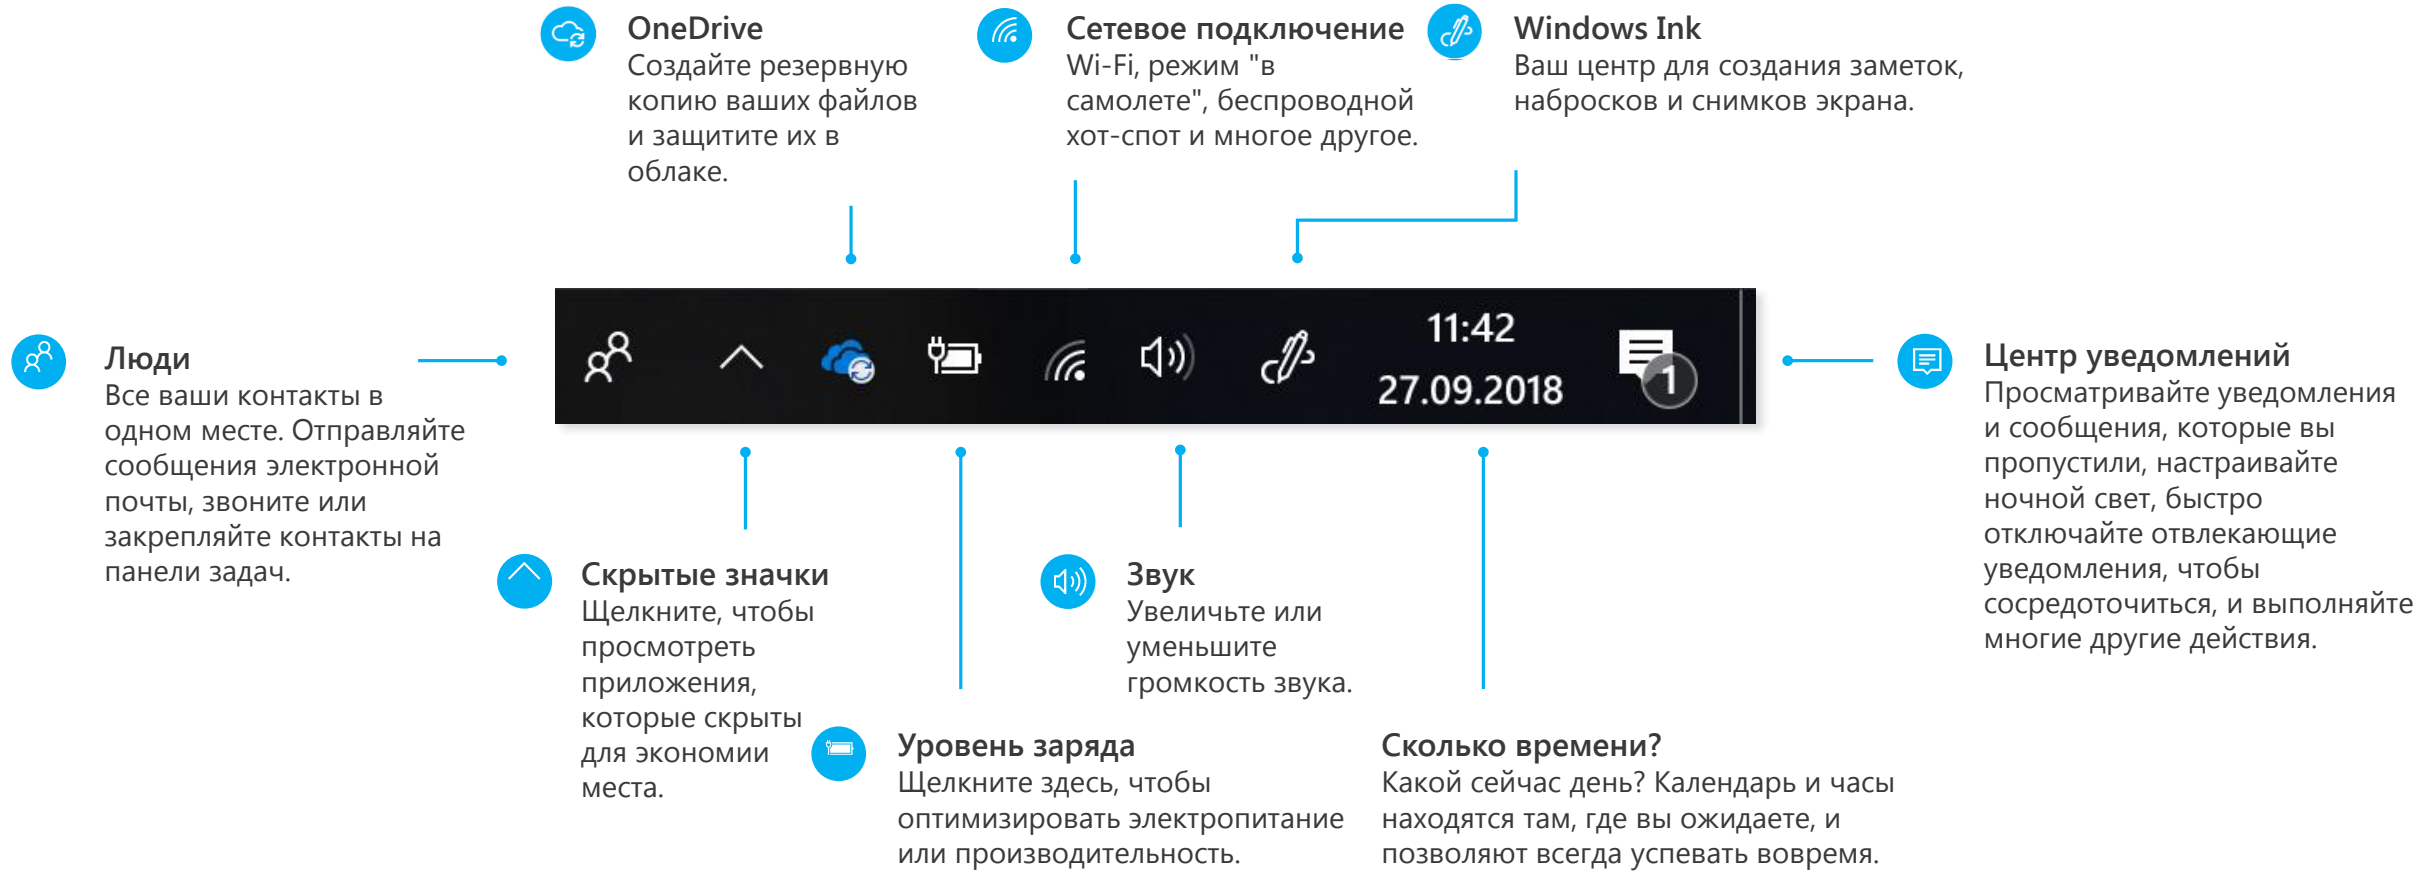 OneDrive
Создайте резервную
копию ваших файлов
и защитите их в
облаке.
Сетевое подключение
Wi-Fi, режим "в
самолете", беспроводной
хот-спот и многое другое.
Windows Ink
Ваш центр для создания заметок,
набросков и снимков экрана.
Люди
Все ваши контакты в
одном месте. Отправляйте
сообщения электронной
почты, звоните или
закрепляйте контакты на
панели задач.
11:42
27.09.2018
1
Центр уведомлений
Просматривайте уведомления
и сообщения, которые вы
пропустили, настраивайте
ночной свет, быстро
отключайте отвлекающие
уведомления, чтобы
сосредоточиться, и выполняйте
многие другие действия.
Скрытые значки
Щелкните, чтобы
просмотреть
приложения,
которые скрыты
для экономии
места.
Уровень заряда
Щелкните здесь, чтобы
оптимизировать электропитание
или производительность.
Звук
Увеличьте или
уменьшите
громкость звука.
Сколько времени?
Какой сейчас день? Календарь и часы
находятся там, где вы ожидаете, и
позволяют всегда успевать вовремя.